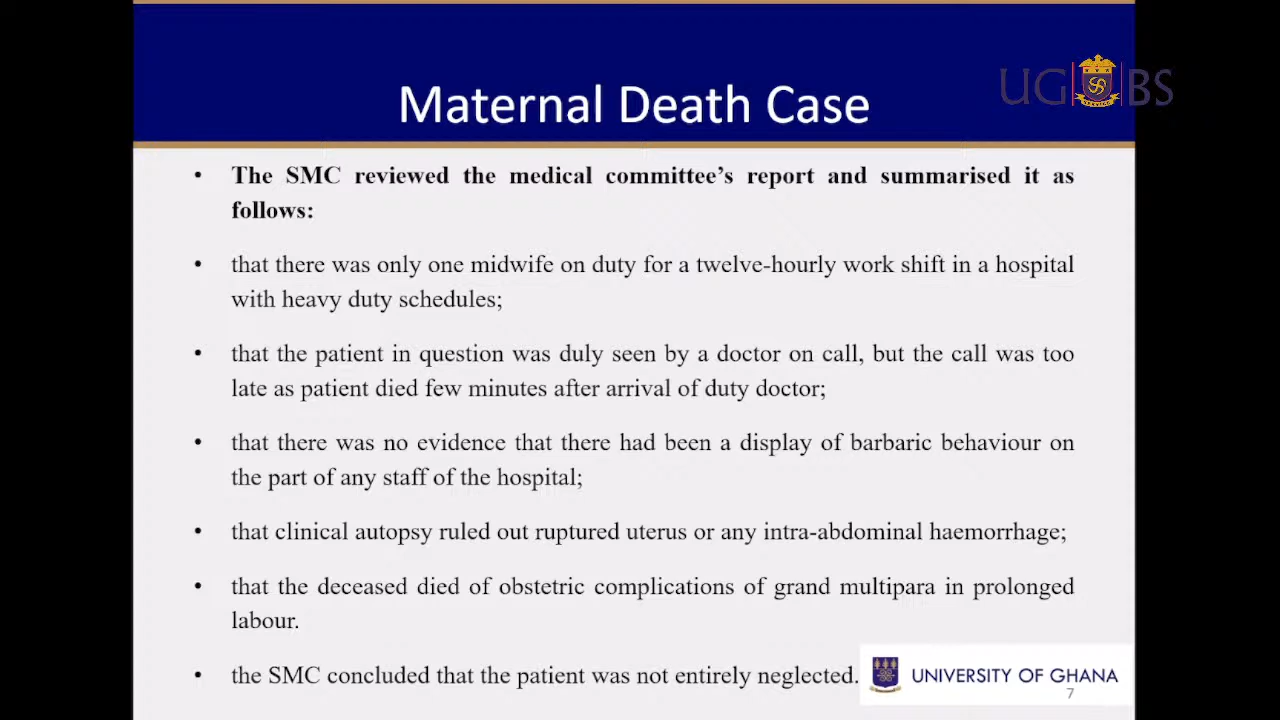 UGBS
Maternal Death Case
• The SMC reviewed the medical committee’s report and summarised it as
follows:
• that there was only one midwife on duty for a twelve-hourly work shift in a hospital
with heavy duty schedules;
• that the patient in question was duly seen by a doctor on call, but the call was too
late as patient died few minutes after arrival of duty doctor;
• that there was no evidence that there had been a display of barbaric behaviour on
the part of any staff of the hospital;
• that clinical autopsy ruled out ruptured uterus or any intra-abdominal haemorrhage;
• that the deceased died of obstetric complications of grand multipara in prolonged
labour.
• the SMC concluded that the patient was not entirely neglected.
UNIVERSITY OF GHANA
7